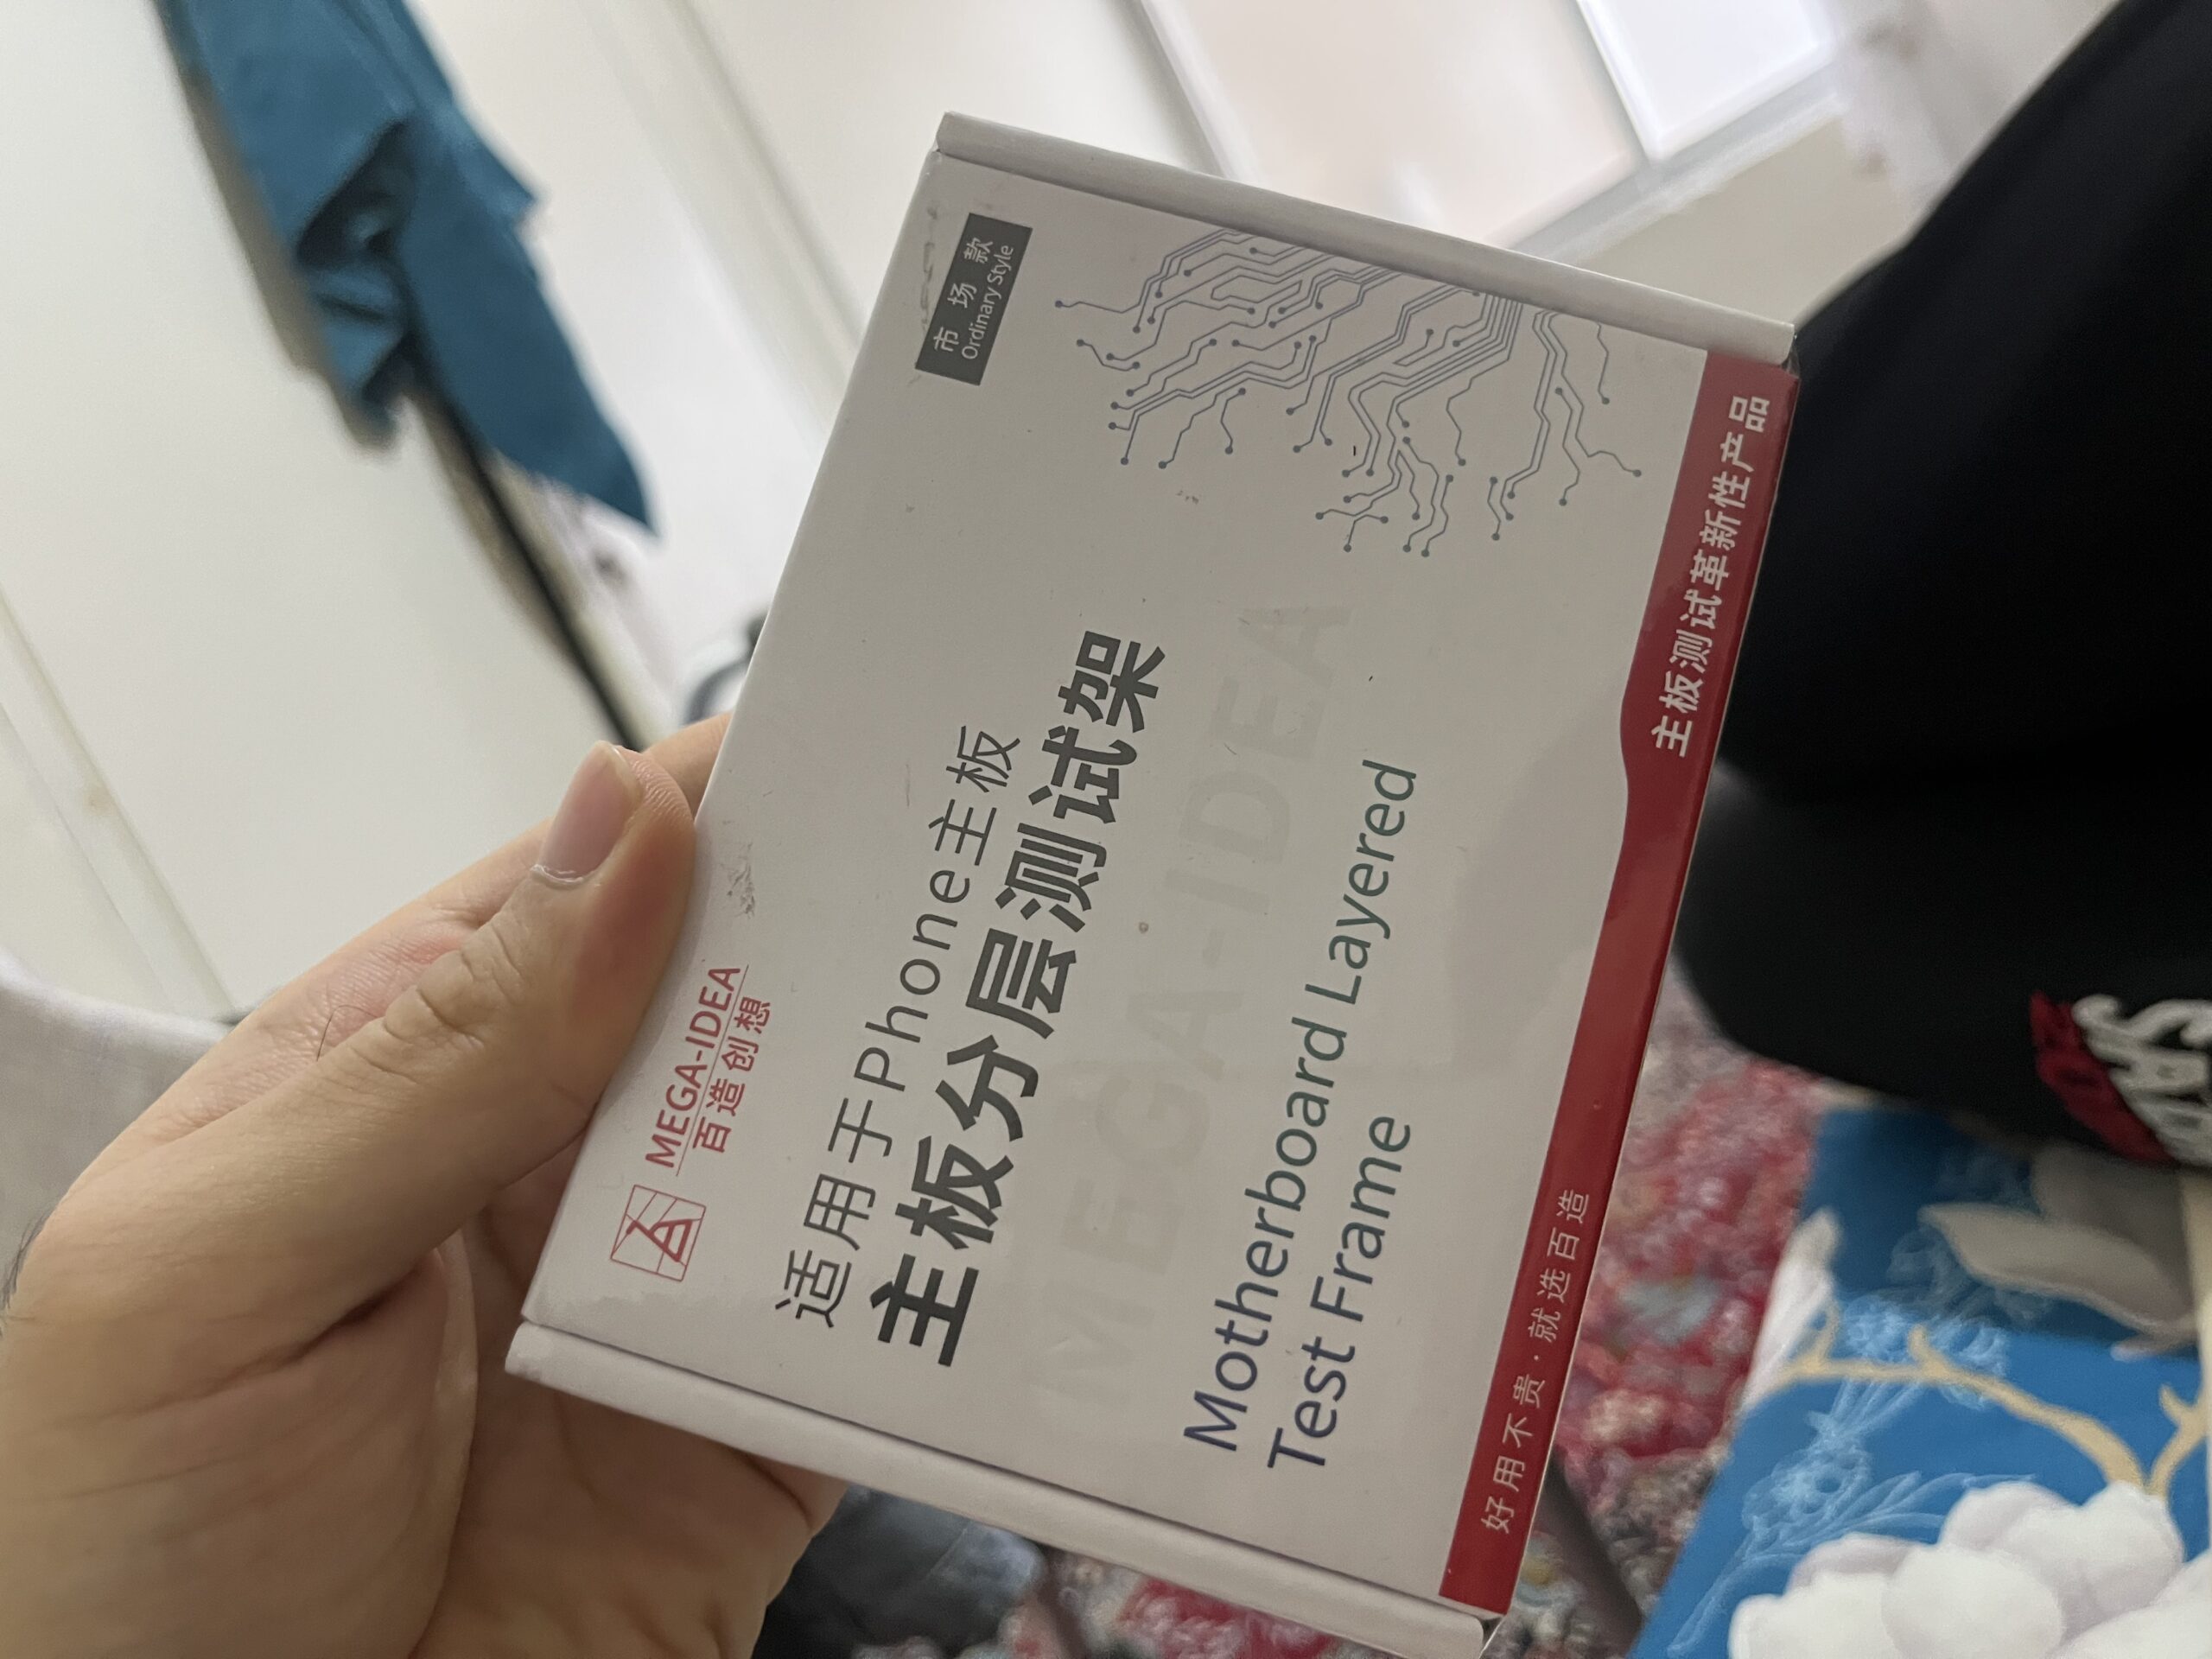 MEGA-IDEA
百造创想
市场款
Ordinary Style
适用于Phone主板
主板分层测试架
MEGA-IDEA
Motherboard Layered
Test Frame
好用不贵·就选百造
主板测试革新性产品